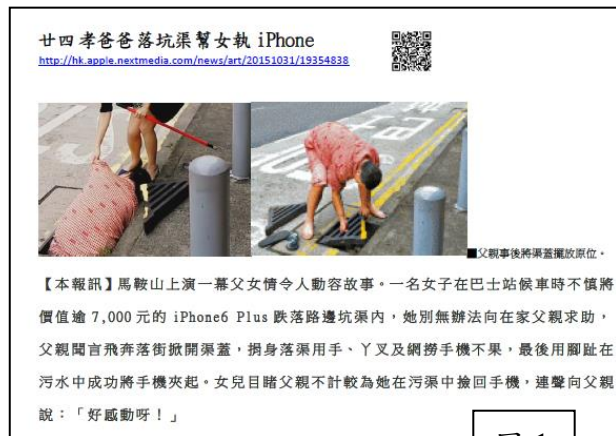 廿四孝爸爸落坑渠幫女執 iPhone
http://hk.apple.nextmedia.com/news/art/20151031/19354838
■父親事後將渠蓋擺放原位。
【本報訊】馬鞍山上演一幕父女情令人動容故事。一名女子在巴士站候車時不慎將
價值逾 7,000 元的 iPhone6 Plus 跌落路邊坑渠內，她別無辦法向在家父親求助，
父親聞言飛奔落街掀開渠蓋，捐身落渠用手、丫叉及網撈手機不果，最後用腳趾在
污水中成功將手機夾起。女兒目睹父親不計較為她在污渠中撿回手機，連聲向父親
說：「好感動呀！」